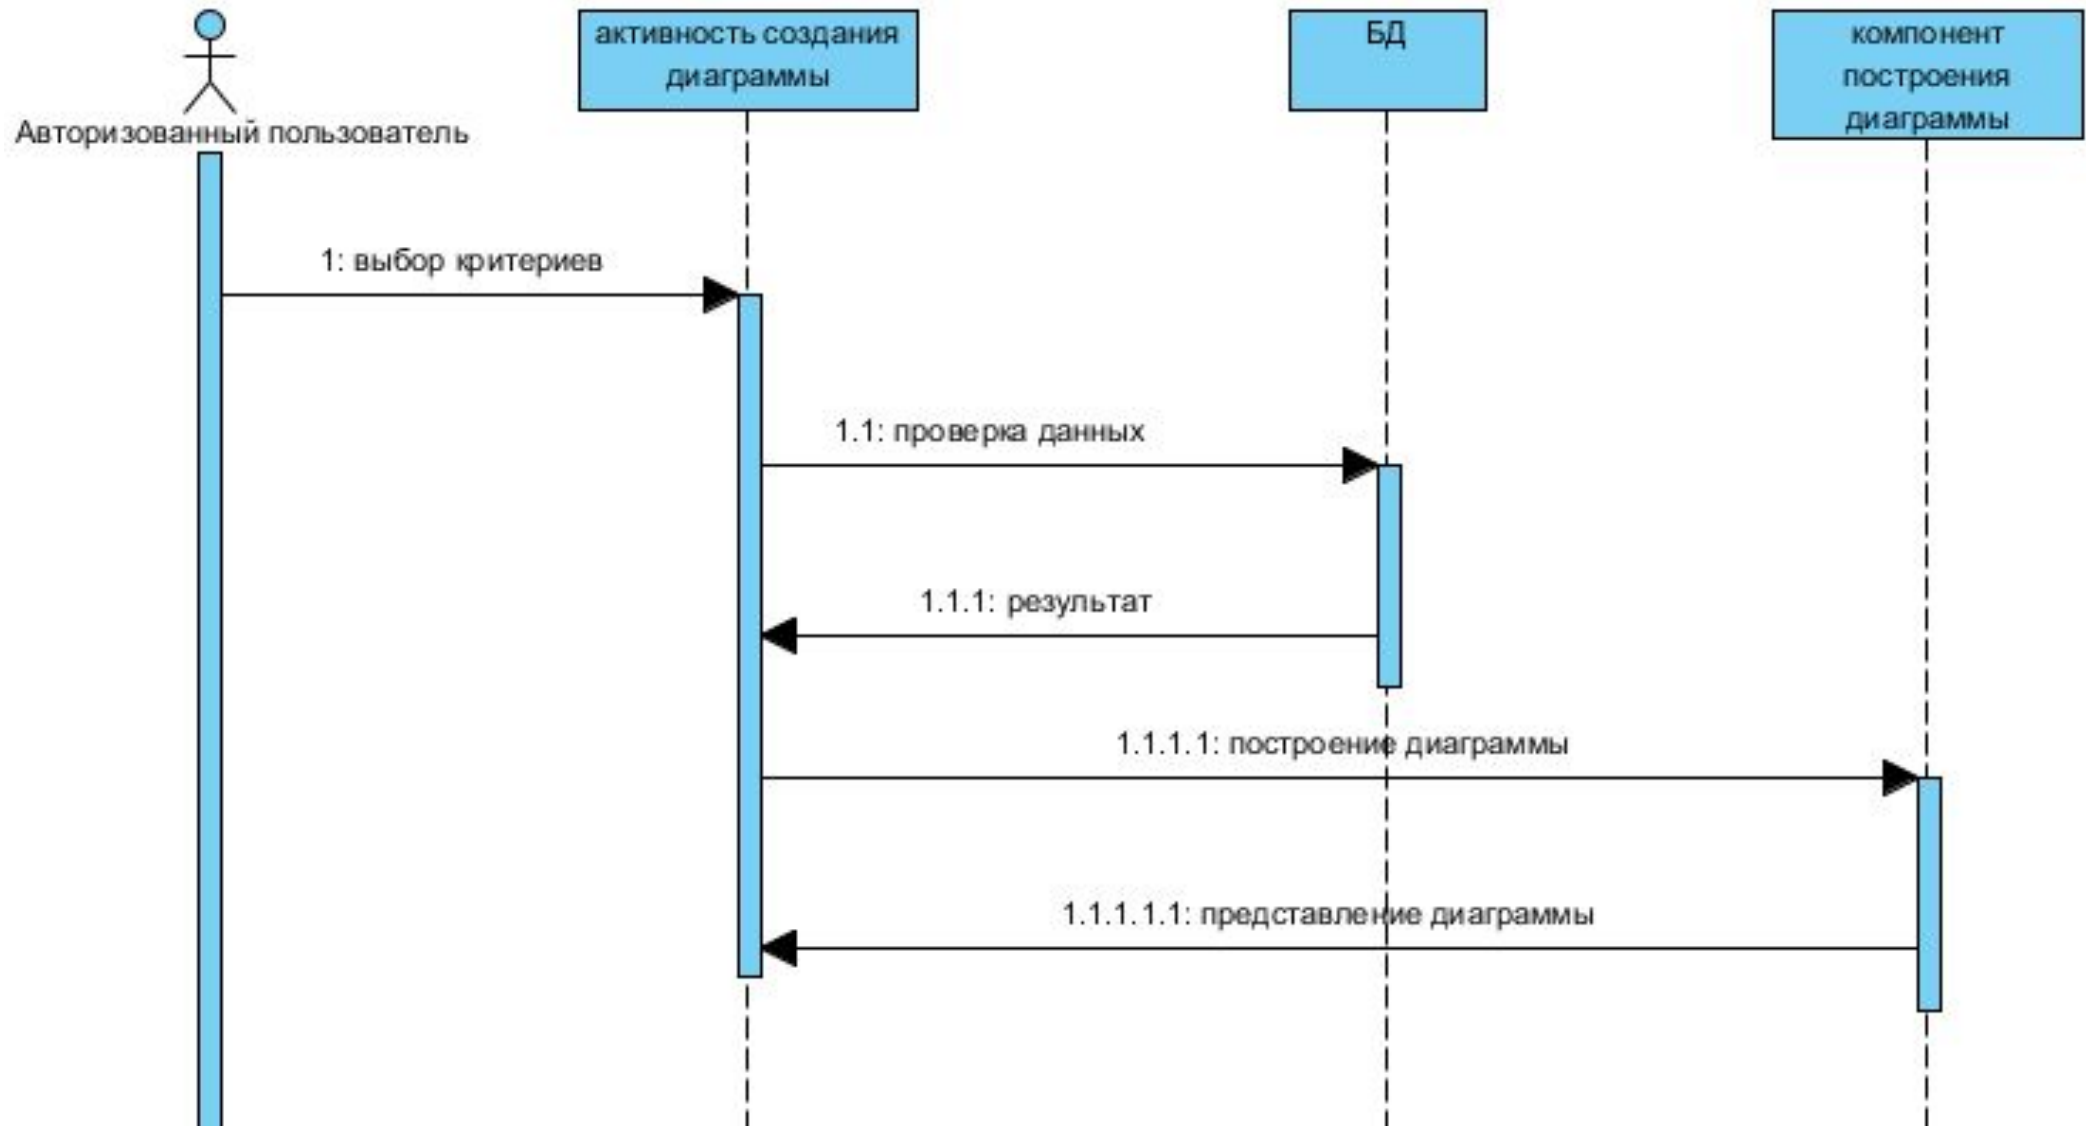 активность создания
диаграммы
БД
компонент
построения
диаграммы
Авторизованный пользователь
1: выбор критериев
1.1: проверка данных
1.1.1: результат
1.1.1.1: построение диаграммы
1.1.1.1.1: представление диаграммы